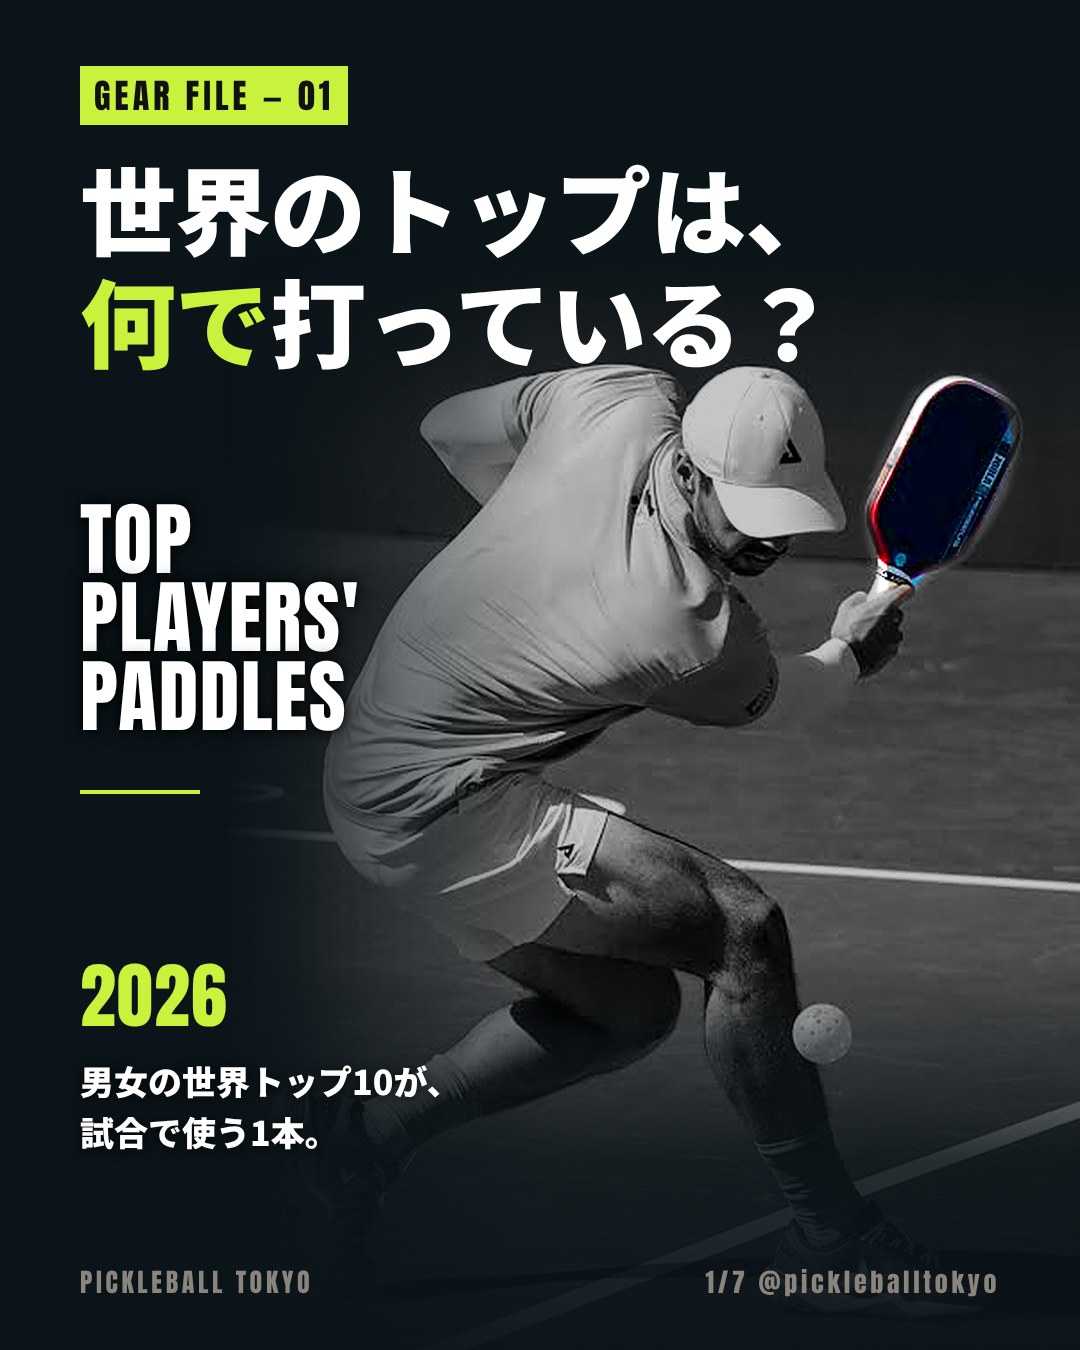 GEAR FILE – 01
世界のトップは、
何で打っている？
TOP
PLAYERS'
PADDLES
2026
男女の世界トップ10が、
試合で使う1本。
PICKLEBALL TOKYO
1/7 @pickleballtokyo